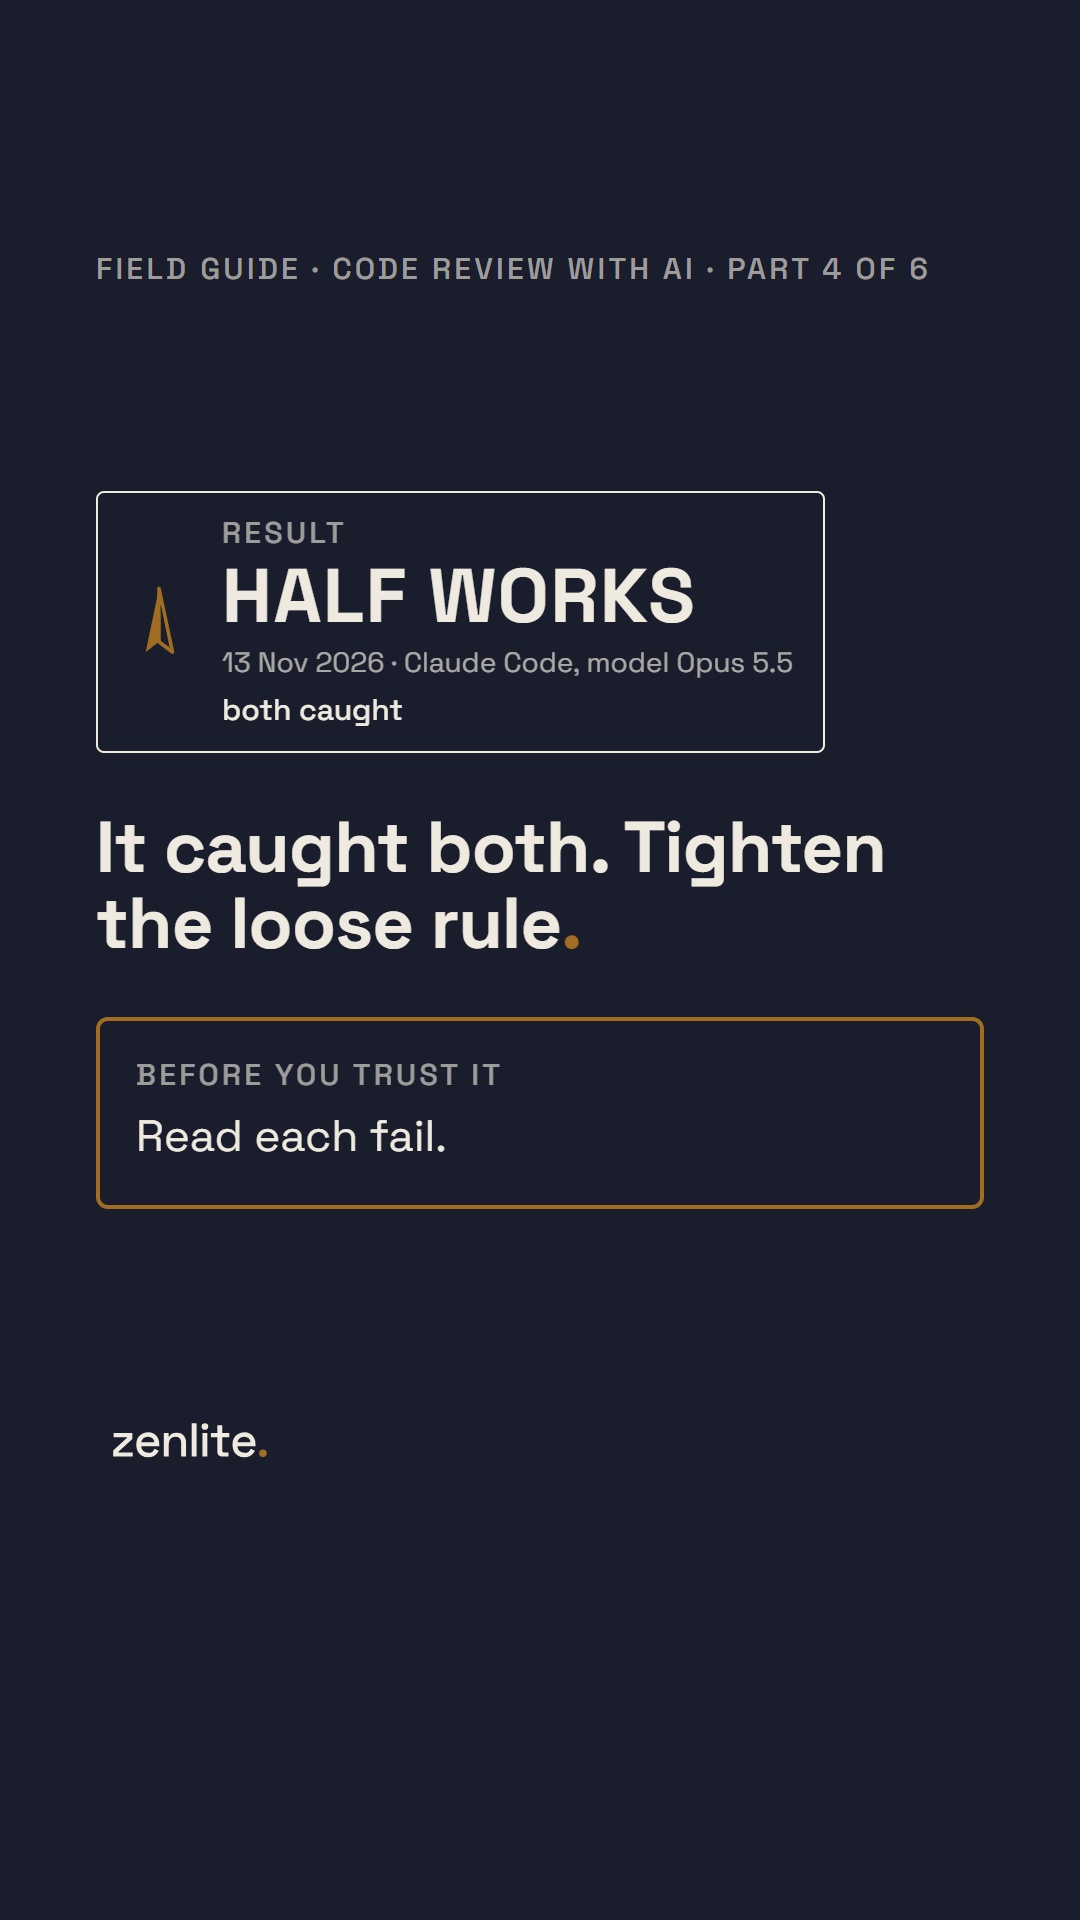 FIELD GUIDE · CODE REVIEW WITH AI · PART 4 OF 6
RESULT
HALF WORKS
13 Nov 2026 · Claude Code, model Opus 5.5
both caught
It caught both. Tighten
the loose rule.
BEFORE YOU TRUST IT
Read each fail.
zenlite.